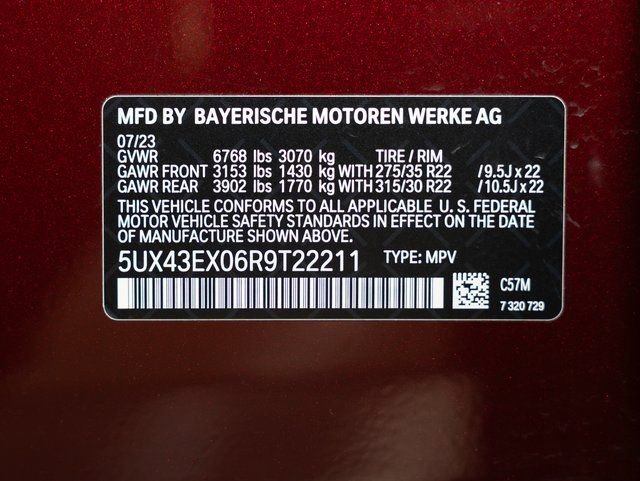 MFD BY BAYERISCHE MOTOREN WERKE AG
07/23
GVWR 6768 lbs 3070 kg TIRE / RIM
GAWR FRONT 3153 lbs 1430 kg WITH 275/35 R22 / 9.5J x 22
GAWR REAR 3902 lbs 1770 kg WITH 315/30 R22 / 10.5J x 22
THIS VEHICLE CONFORMS TO ALL APPLICABLE U. S. FEDERAL
MOTOR VEHICLE SAFETY STANDARDS IN EFFECT ON THE DATE
OF MANUFACTURE SHOWN ABOVE.
5UX43EX06R9T22211 TYPE: MPV
C57M
7 320 729